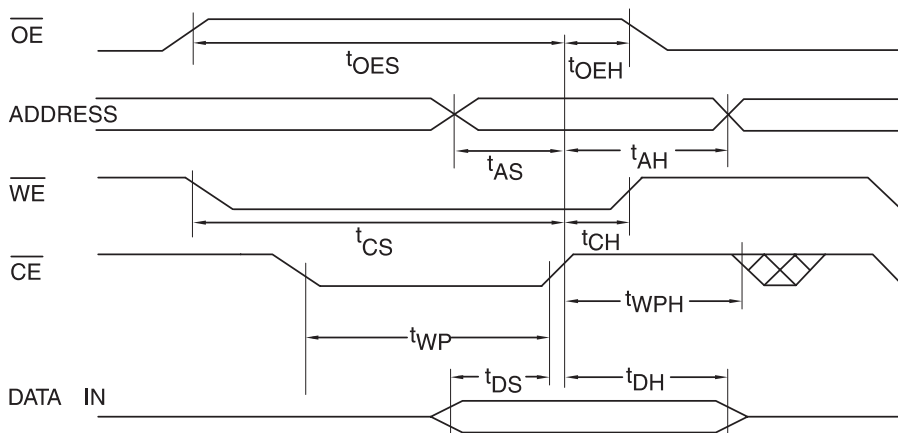 OE
tOES
tOEH
ADDRESS
tAS
tAH
WE
tCS
tCH
CE
tWPH
tWP
tDS
tDH
DATA IN